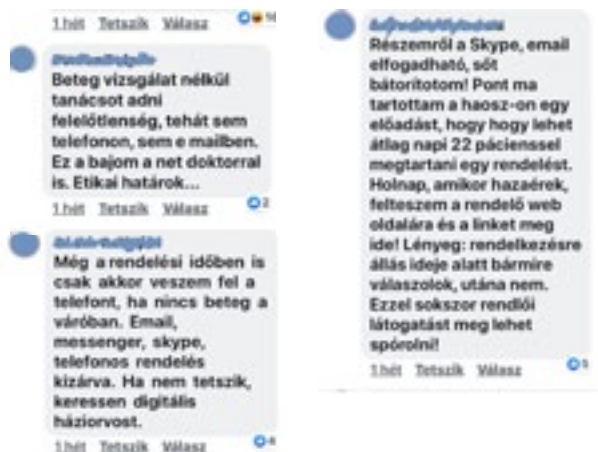 1 hét Tetszik Válasz
Beteg vizsgálat nélkül
tanácsot adni
felelőtlenség, tehát sem
telefonon, sem e mailben.
Ez a bajom a net doktorral
is. Etikai határok...
1 hét Tetszik Válasz 2
Még a rendelési időben is
csak akkor veszem fel a
telefont, ha nincs beteg a
váróban. Email,
messenger, skype,
telefonos rendelés
kizárva. Ha nem tetszik,
keressen digitális
háziorvost.
1 hét Tetszik Válasz 4
Részemről a Skype, email
elfogadható, sőt
bátorítotom! Pont ma
tartottam a haosz-on egy
előadást, hogy hogy lehet
átlag napi 22 pácienssel
megtartani egy rendelést.
Holnap, amikor hazaérek,
felteszem a rendelő web
oldalára és a linket meg
ide! Lényeg: rendelkezésre
állás ideje alatt bármire
válaszolok, utána nem.
Ezzel sokszor rendlői
látogatást meg lehet
spórolni!
1 hét Tetszik Válasz